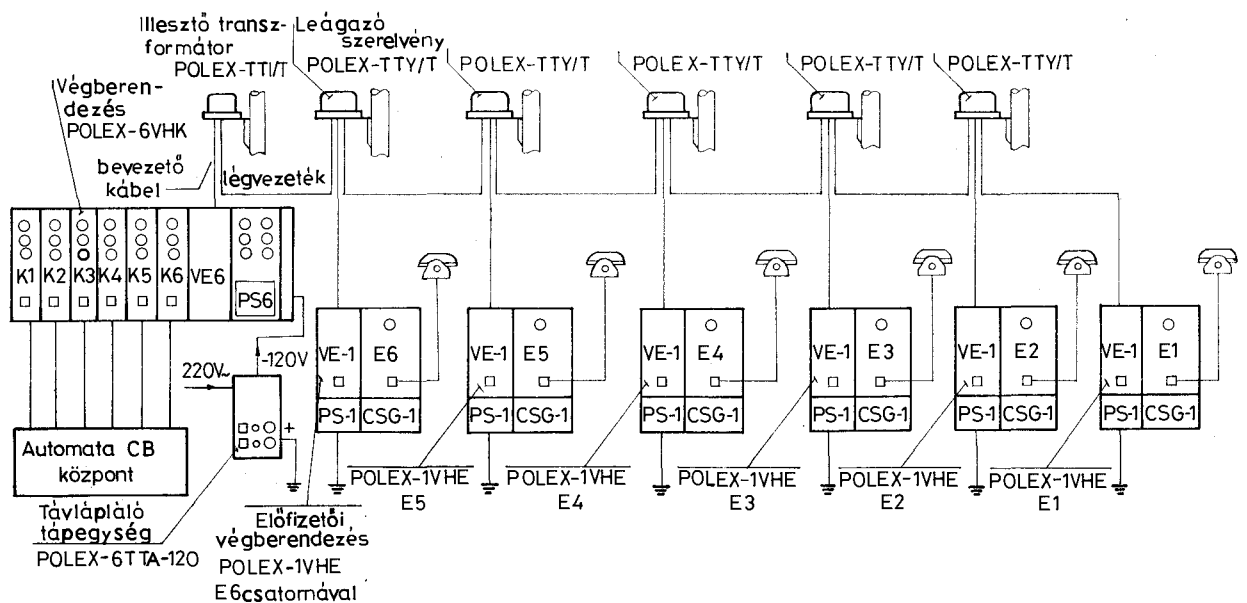 Illesztő transz-
formátor
POLEX-TTI/T
Leágazó
szerelvény
POLEX-TTY/T
POLEX-TTY/T
POLEX-TTY/T
POLEX-TTY/T
POLEX-TTY/T
Végberen-
dezés
POLEX-6VHK
bevezető
kábel
légvezeték
K1 K2 K3 K4 K5 K6 VE6 PS6
220V~
-120V
+
Automata CB
központ
Távlápláló
tápegység
POLEX-6TTA-120
VE-1 E6
PS-1 CSG-1
VE-1 E5
PS-1 CSG-1
VE-1 E4
PS-1 CSG-1
VE-1 E3
PS-1 CSG-1
VE-1 E2
PS-1 CSG-1
VE-1 E1
PS-1 CSG-1
Előfizetői
végberendezés
POLEX-1VHE
E6csatornával
POLEX-1VHE
E5
POLEX-1VHE
E4
POLEX-1VHE
E3
POLEX-1VHE
E2
POLEX-1VHE
E1